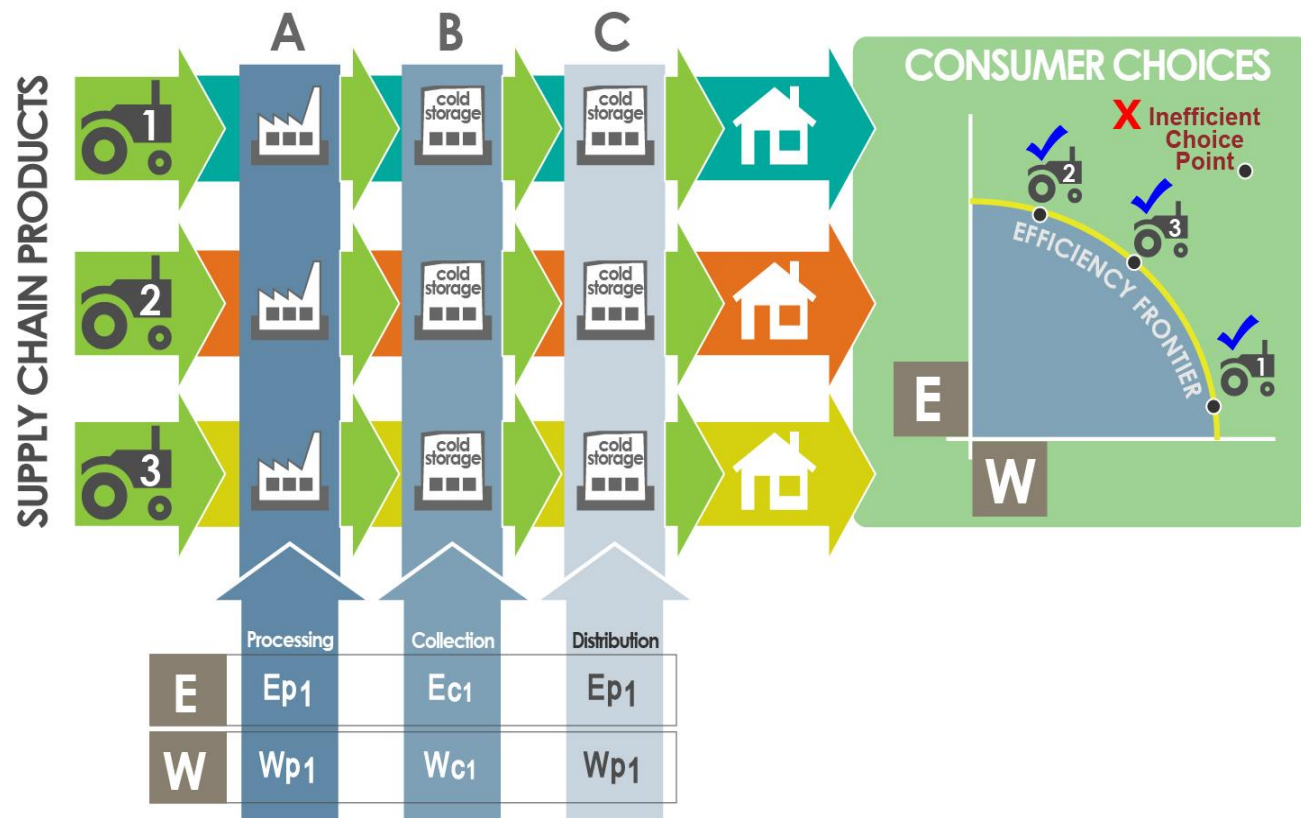 SUPPLY CHAIN PRODUCTS
A B C
1 cold storage cold storage
2 cold storage cold storage
3 cold storage cold storage
CONSUMER CHOICES
X Inefficient
Choice
Point
2
3
1
EFFICIENCY FRONTIER
E
W
Processing Collection Distribution
E Ep1 Ec1 Ep1
W Wp1 Wc1 Wp1